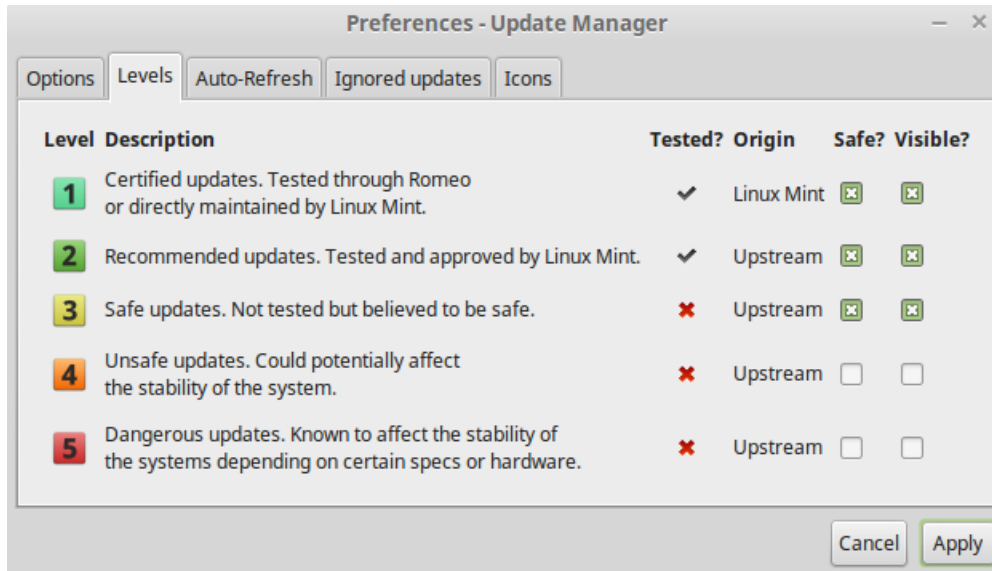 Preferences - Update Manager
Options Levels Auto-Refresh Ignored updates Icons
Level Description Tested? Origin Safe? Visible?
1 Certified updates. Tested through Romeo
or directly maintained by Linux Mint. Linux Mint
2 Recommended updates. Tested and approved by Linux Mint. Upstream
3 Safe updates. Not tested but believed to be safe. Upstream
4 Unsafe updates. Could potentially affect
the stability of the system. Upstream
5 Dangerous updates. Known to affect the stability of
the systems depending on certain specs or hardware. Upstream
Cancel Apply